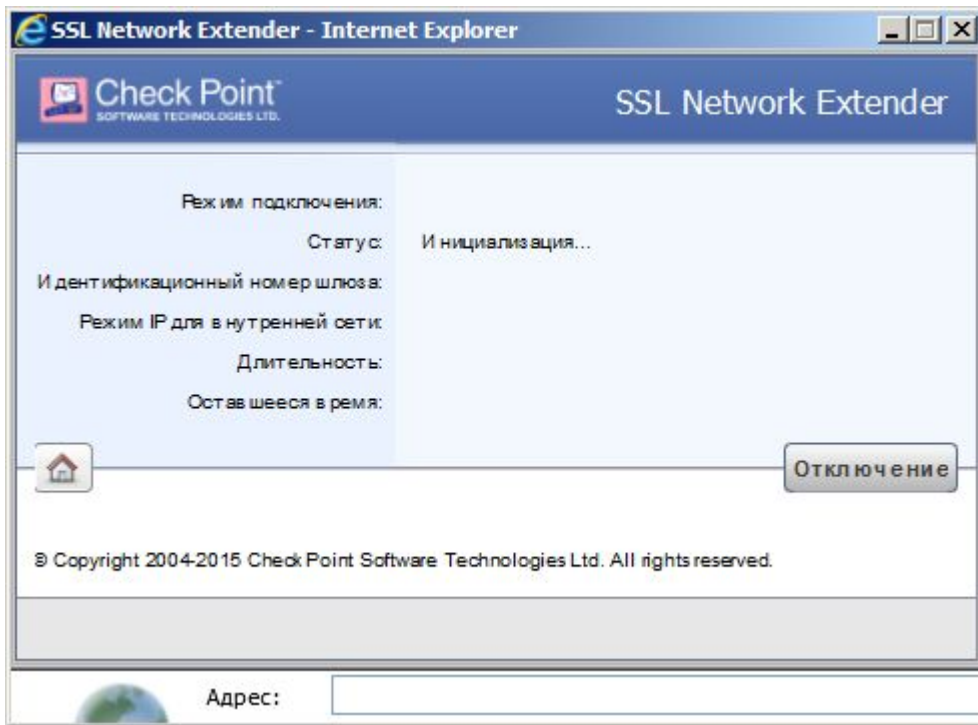 SSL Network Extender - Internet Explorer
Check Point™
SOFTWARE TECHNOLOGIES LTD.
SSL Network Extender
Режим подключения:
Статус: Инициализация...
Идентификационный номер шлюза:
Режим IP для внутренней сети:
Длительность:
Оставшееся время:
Отключение
© Copyright 2004-2015 Check Point Software Technologies Ltd. All rights reserved.
Адрес: